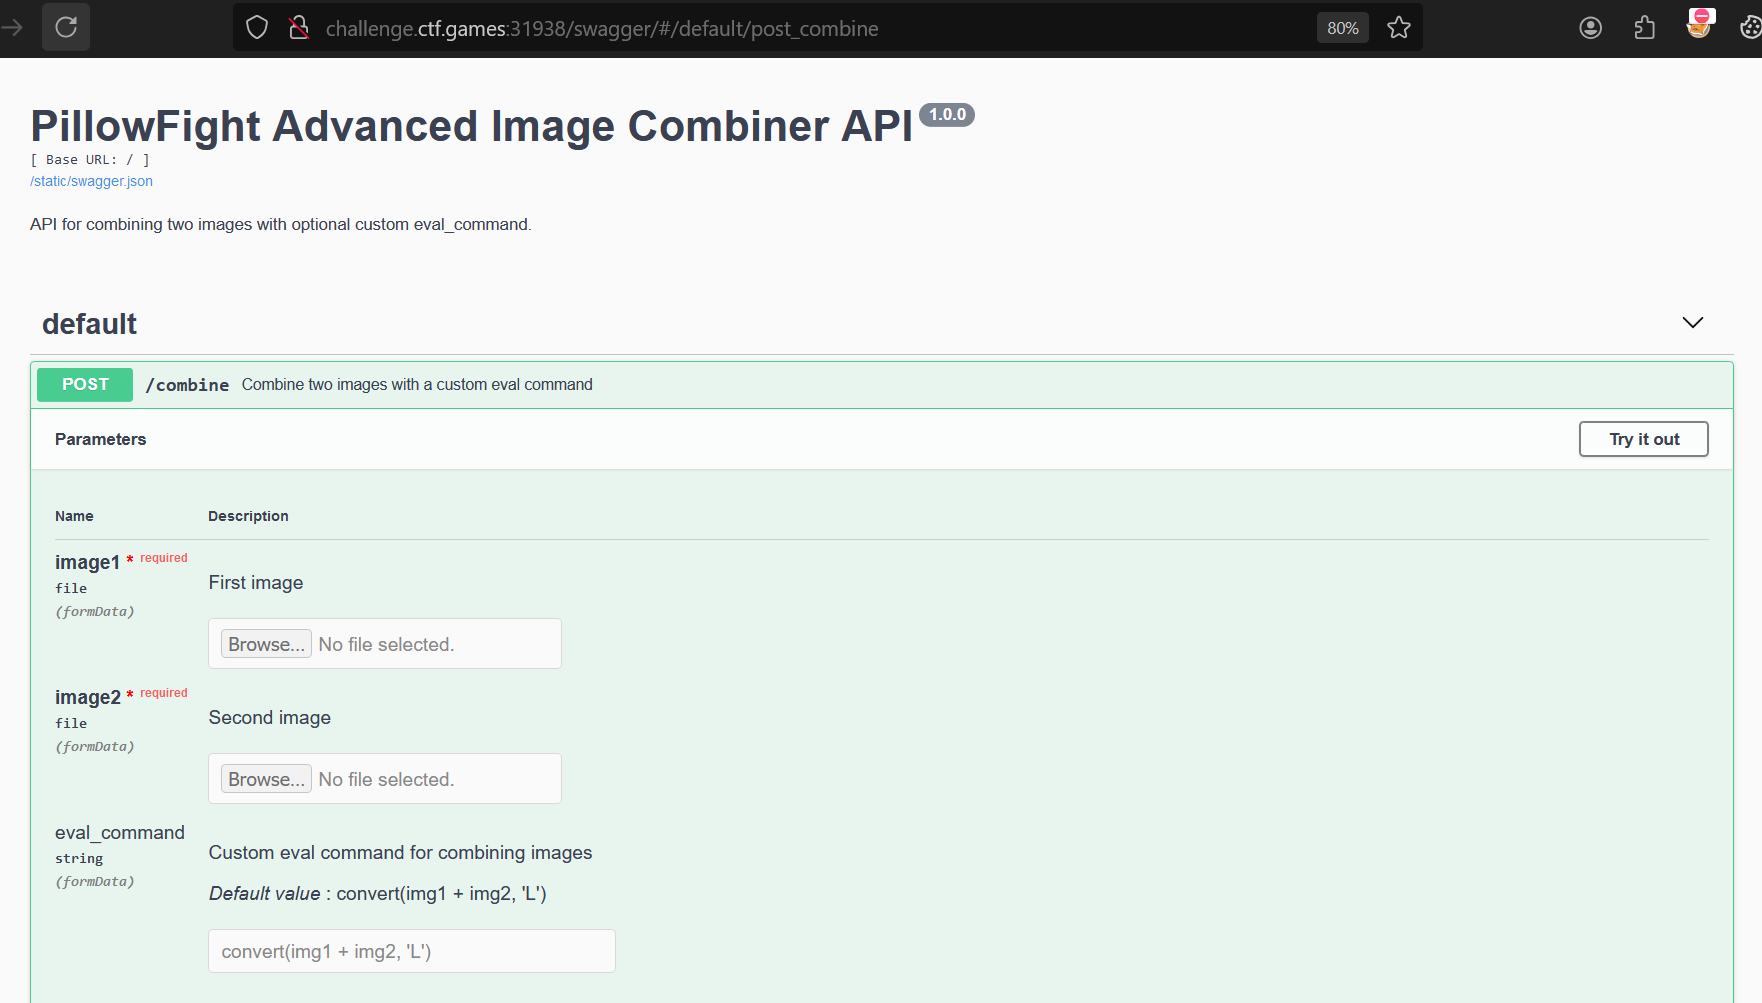 challenge.ctf.games:31938/swagger/#/default/post_combine 80%
PillowFight Advanced Image Combiner API 1.0.0
[ Base URL: / ]
/static/swagger.json
API for combining two images with optional custom eval_command.
default
POST /combine Combine two images with a custom eval command
Parameters Try it out
Name Description
image1 * required
file
(formData)
First image
Browse... No file selected.
image2 * required
file
(formData)
Second image
Browse... No file selected.
eval_command
string
(formData)
Custom eval command for combining images
Default value : convert(img1 + img2, 'L')
convert(img1 + img2, 'L')